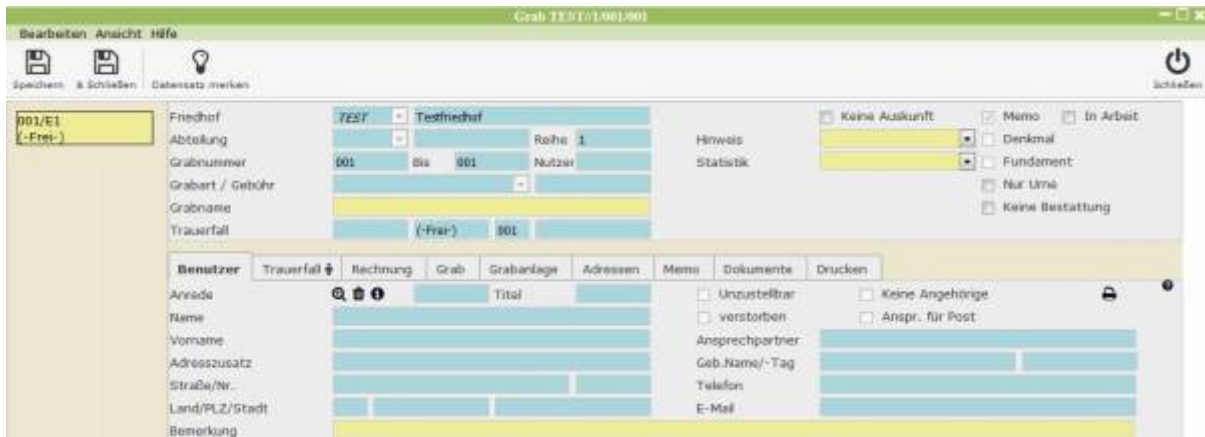 Grab TEST//1/001/001
Bearbeiten Ansicht Hilfe
Speichern & Schließen Datensatz merken Schließen
001/E1
(-Frei-)
Friedhof TEST Testfriedhof Keine Auskunft Memo In Arbeit
Abteilung Reihe 1 Hinweis Denkmal
Grabnummer 001 Bis 001 Nutzer Statistik Fundament
Grabart / Gebühr Nur Urne
Grabname Keine Bestattung
Trauerfall (-Frei-) 001
Benutzer Trauerfall Rechnung Grab Grabanlage Adressen Memo Dokumente Drucken
Anrede Titel Unzustellbar Keine Angehörige
Name verstorben Anspr. für Post
Vorname Ansprechpartner
Adresszusatz Geb.Name/-Tag
Straße/Nr. Telefon
Land/PLZ/Stadt E-Mail
Bemerkung